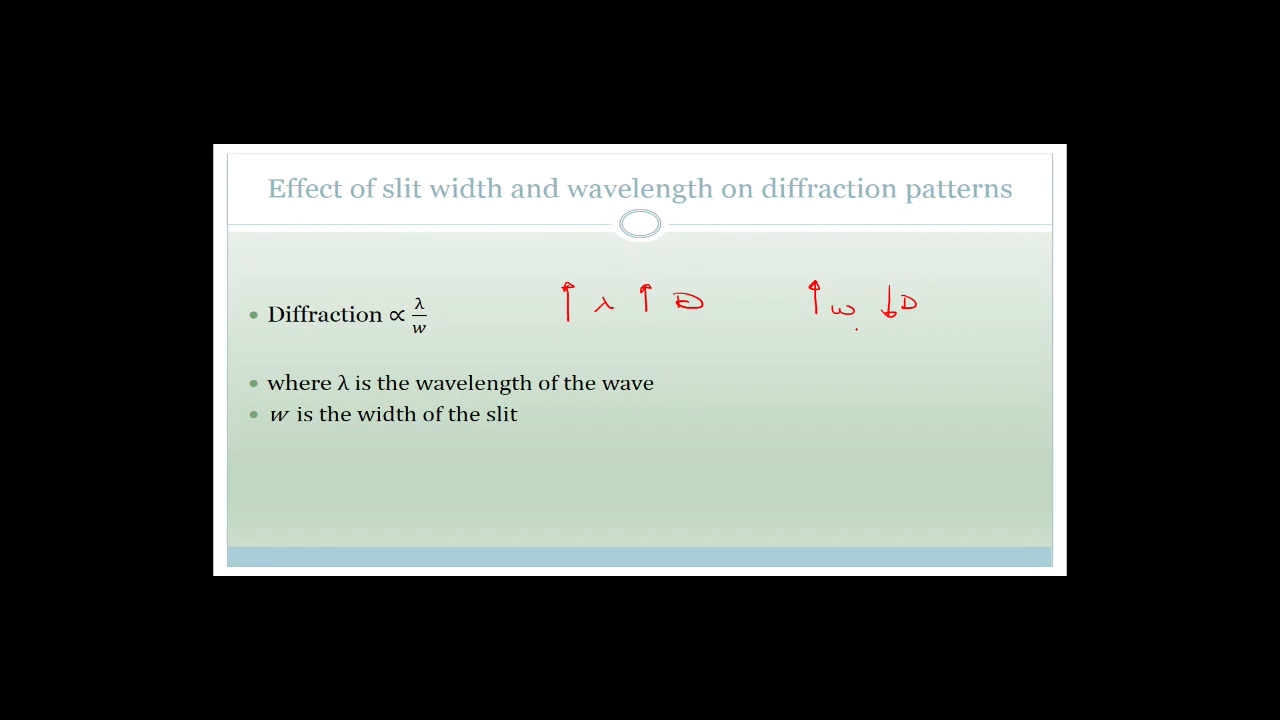 Effect of slit width and wavelength on diffraction patterns
• Diffraction ∝ λ/w
↑ λ ↑ D
↑ w ↓ D
• where λ is the wavelength of the wave
• w is the width of the slit